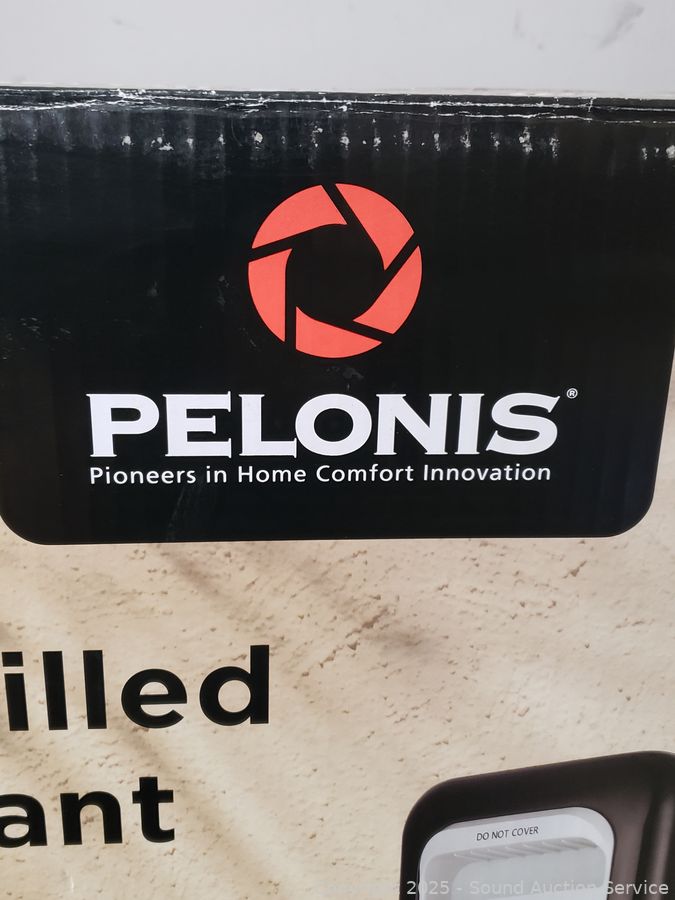 PELONIS®
Pioneers in Home Comfort Innovation
illed
ant
DO NOT COVER
Copyright 2025 - Sound Auction Service